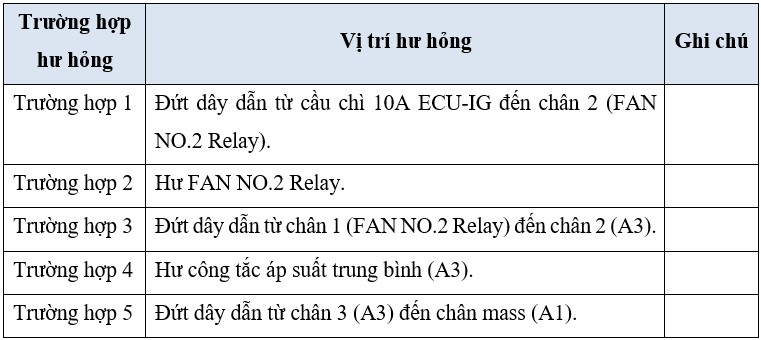 Trường hợp hư hỏng Vị trí hư hỏng Ghi chú
Trường hợp 1 Đứt dây dẫn từ cầu chì 10A ECU-IG đến chân 2 (FAN
NO.2 Relay).
Trường hợp 2 Hư FAN NO.2 Relay.
Trường hợp 3 Đứt dây dẫn từ chân 1 (FAN NO.2 Relay) đến chân 2 (A3).
Trường hợp 4 Hư công tắc áp suất trung bình (A3).
Trường hợp 5 Đứt dây dẫn từ chân 3 (A3) đến chân mass (A1).